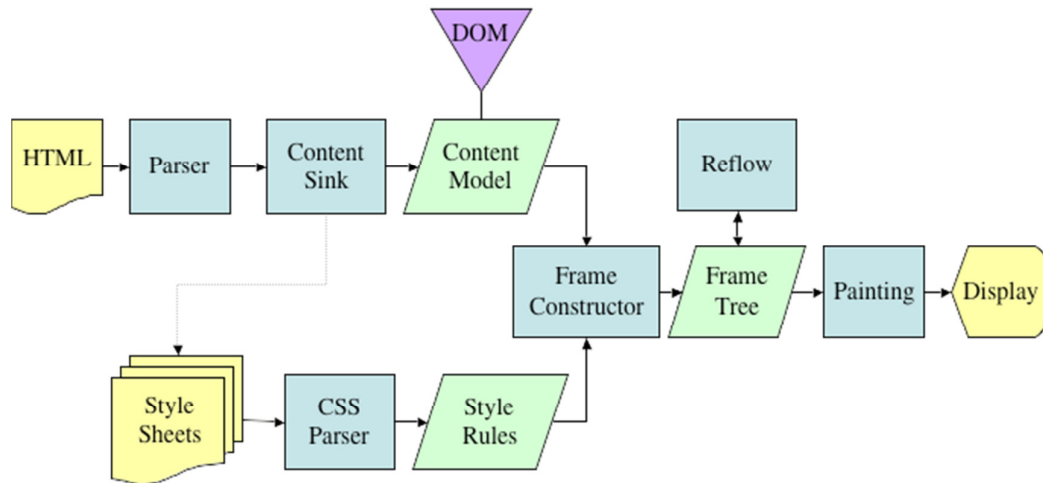 DOM
HTML
Parser
Content
Sink
Content
Model
Reflow
Frame
Constructor
Frame
Tree
Painting
Display
Style
Sheets
CSS
Parser
Style
Rules